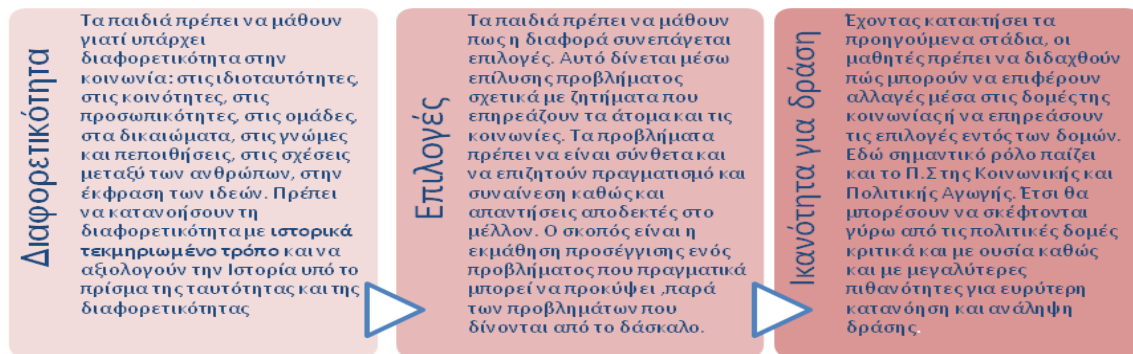 Διαφορετικότητα
Τα παιδιά πρέπει να μάθουν
γιατί υπάρχει
διαφορετικότητα στην
κοινωνία: στις ιδιοταυτότητες,
στις κοινότητες, στις
προσωπικότητες, στις ομάδες,
στα δικαιώματα, στις γνώμες
και πεποιθήσεις, στις σχέσεις
μεταξύ των ανθρώπων, στην
έκφραση των ιδεών. Πρέπει
να κατανοήσουν τη
διαφορετικότητα με ιστορικά
τεκμηριωμένο τρόπο και να
αξιολογούν την Ιστορία υπό το
πρίσμα της ταυτότητας και της
διαφορετικότητας
Επιλογές
Τα παιδιά πρέπει να μάθουν
πως η διαφορά συνεπάγεται
επιλογές. Αυτό δίνεται μέσω
επίλυσης προβλήματος
σχετικά με ζητήματα που
επηρεάζουν τα άτομα και τις
κοινωνίες. Τα προβλήματα
πρέπει να είναι σύνθετα και
να επιζητούν πραγματισμό και
συναίνεση καθώς και
απαντήσεις αποδεκτές στο
μέλλον. Ο σκοπός είναι η
εκμάθηση προσέγγισης ενός
προβλήματος που πραγματικά
μπορεί να προκύψει ,παρά
των προβλημάτων που
δίνονται από το δάσκαλο.
Ικανότητα για δράση
Έχοντας κατακτήσει τα
προηγούμενα στάδια, οι
μαθητές πρέπει να διδαχθούν
πώς μπορούν να επιφέρουν
αλλαγές μέσα στις δομές της
κοινωνίας ή να επηρεάσουν
τις επιλογές εντός των δομών.
Εδώ σημαντικό ρόλο παίζει
και το Π.Σ της Κοινωνικής και
Πολιτικής Αγωγής. Έτσι θα
μπορέσουν να σκέφτονται
γύρω από τις πολιτικές δομές
κριτικά και με ουσία καθώς
και με μεγαλύτερες
πιθανότητες για ευρύτερη
κατανόηση και ανάληψη
δράσης.